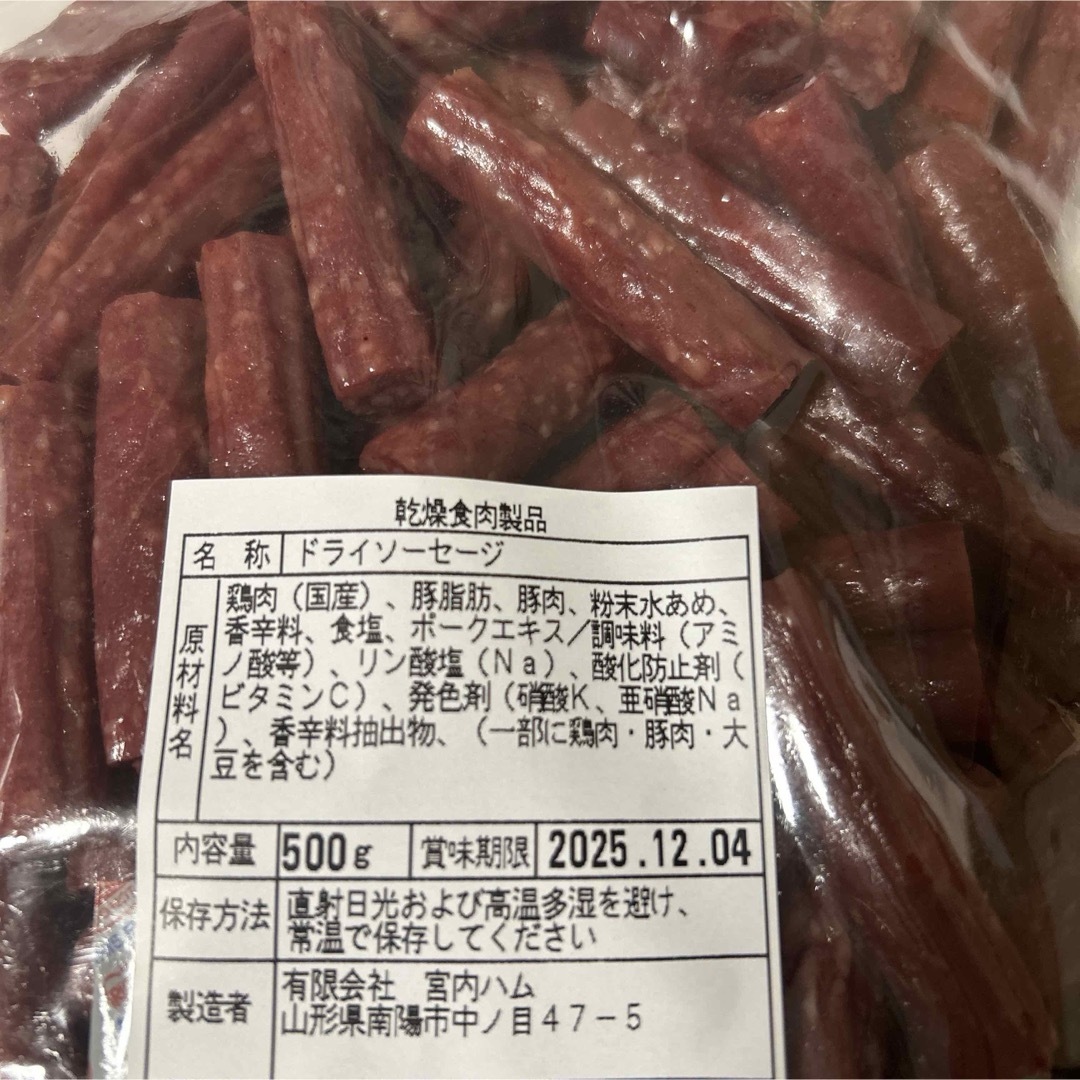 乾燥食肉製品
名 称 ドライソーセージ
原材料名
鶏肉（国産）、豚脂肪、豚肉、粉末水あめ、
香辛料、食塩、ポークエキス／調味料（アミ
ノ酸等）、リン酸塩（Ｎａ）、酸化防止剤（
ビタミンＣ）、発色剤（硝酸Ｋ、亜硝酸Ｎａ
）、香辛料抽出物、（一部に鶏肉・豚肉・大
豆を含む）
内容量 500g 賞味期限 2025.12.04
保存方法
直射日光および高温多湿を避け、
常温で保存してください
製造者
有限会社 宮内ハム
山形県南陽市中ノ目４７－５